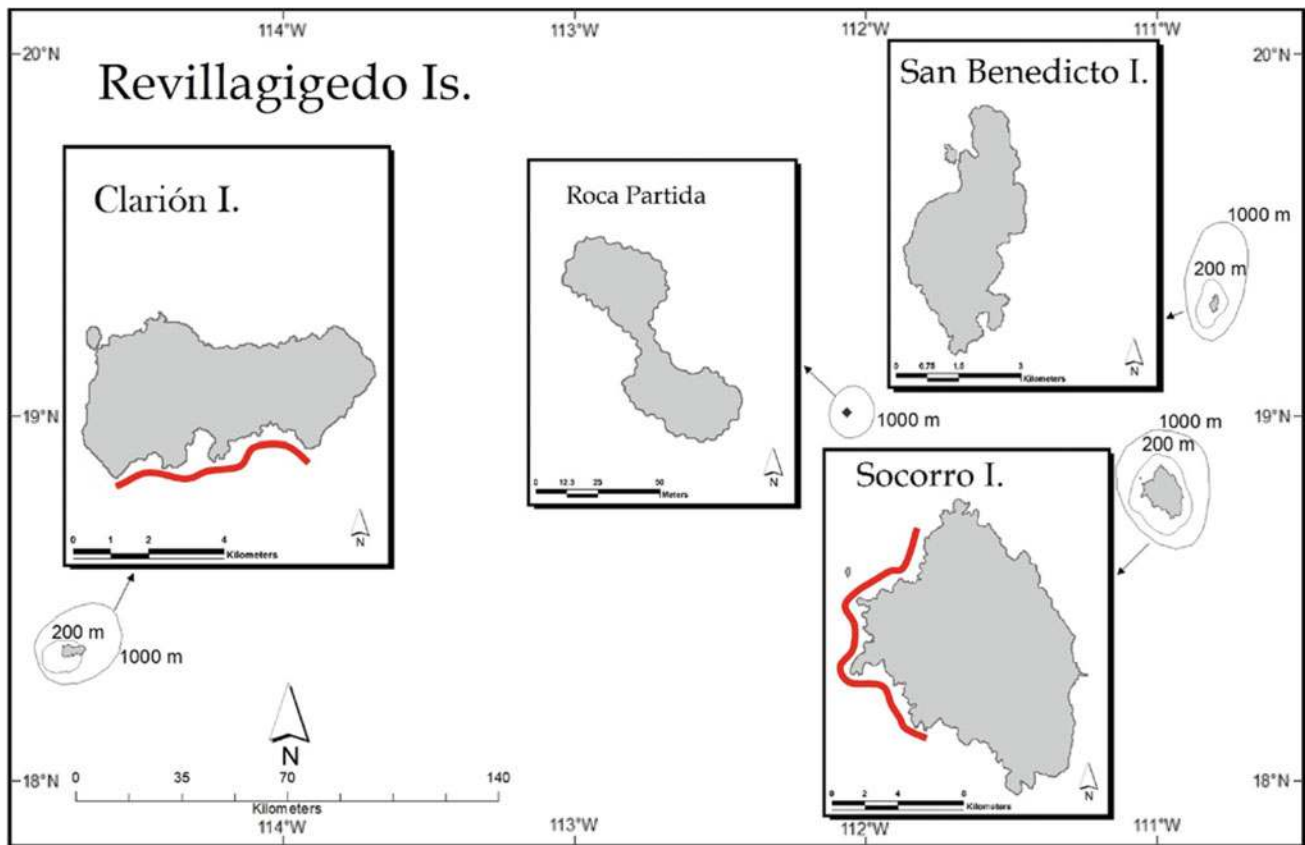 114°W 113°W 112°W 111°W
20°N 20°N
Revillagigedo Is.
San Benedicto I.
Clarión I.
Roca Partida
1000 m
200 m
N
0 0.75 1.5 3
Kilometers
19°N 19°N
1000 m
N
0 12.5 25 50
Meters
1000 m
200 m
Socorro I.
N
0 1 2 4
Kilometers
200 m
1000 m
N
0 35 70 140
Kilometers
N
0 2 4 8
18°N 18°N
Kilometers
114°W 113°W 112°W 111°W